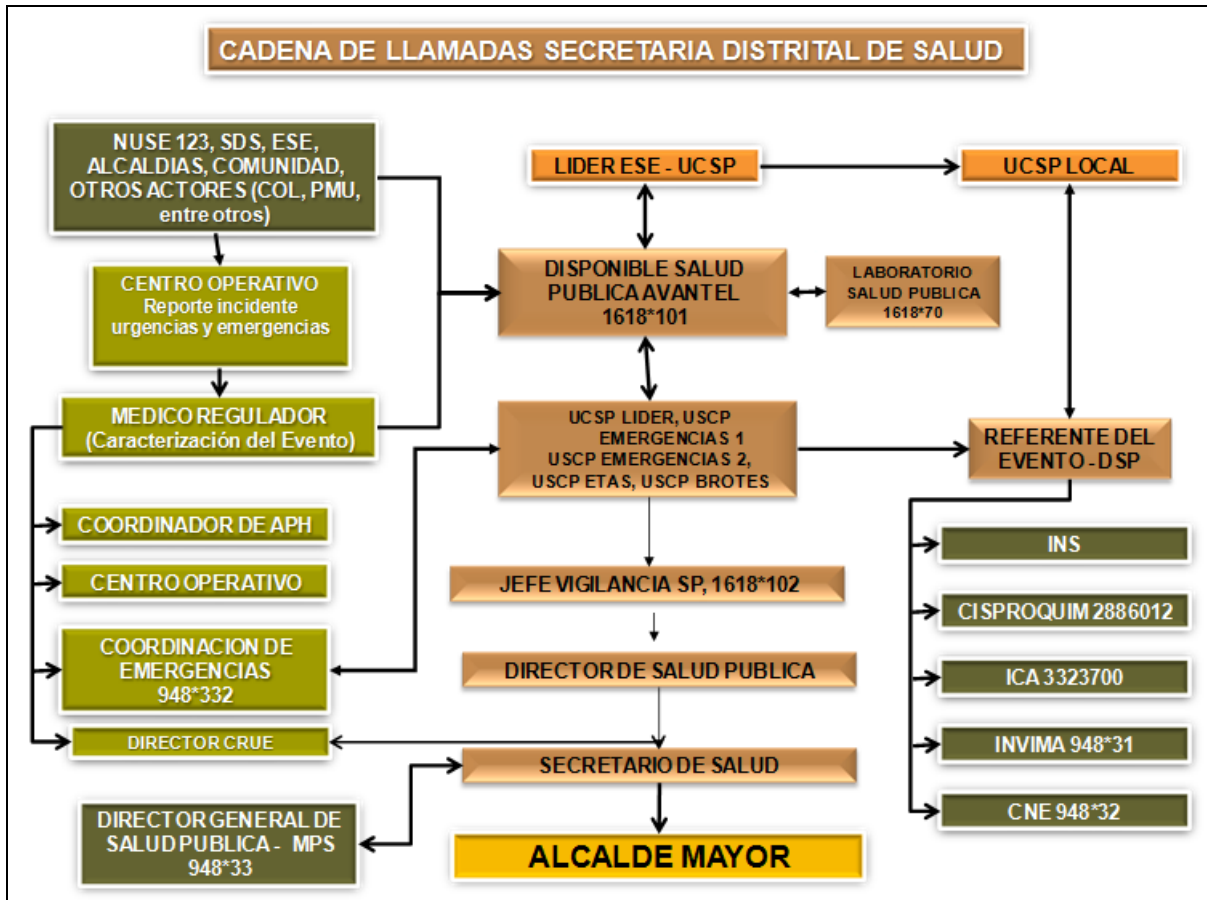 CADENA DE LLAMADAS SECRETARIA DISTRITAL DE SALUD
NUSE 123, SDS, ESE,
ALCALDIAS, COMUNIDAD,
OTROS ACTORES (COL, PMU,
entre otros)
CENTRO OPERATIVO
Reporte incidente
urgencias y emergencias
MEDICO REGULADOR
(Caracterización del Evento)
COORDINADOR DE APH
CENTRO OPERATIVO
COORDINACION DE
EMERGENCIAS
948*332
DIRECTOR CRUE
DIRECTOR GENERAL DE
SALUD PUBLICA - MPS
948*33
LIDER ESE - UCSP
DISPONIBLE SALUD
PUBLICA AVANTEL
1618*101
LABORATORIO
SALUD PUBLICA
1618*70
UCSP LIDER, USCP
EMERGENCIAS 1
USCP EMERGENCIAS 2,
USCP ETAS, USCP BROTES
JEFE VIGILANCIA SP, 1618*102
DIRECTOR DE SALUD PUBLICA
SECRETARIO DE SALUD
ALCALDE MAYOR
UCSP LOCAL
REFERENTE DEL
EVENTO - DSP
INS
CISPROQUIM 2886012
ICA 3323700
INVIMA 948*31
CNE 948*32